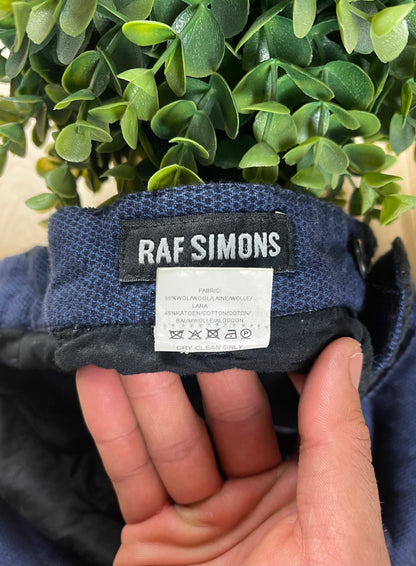 RAF SIMONS
FABRIC:
55%WOL/WOOL/LAINE/WOLLE/
LANA
45%KATOEN/COTTON/COTON/
BAUMWOLLE/ALGODON
DRY CLEAN ONLY